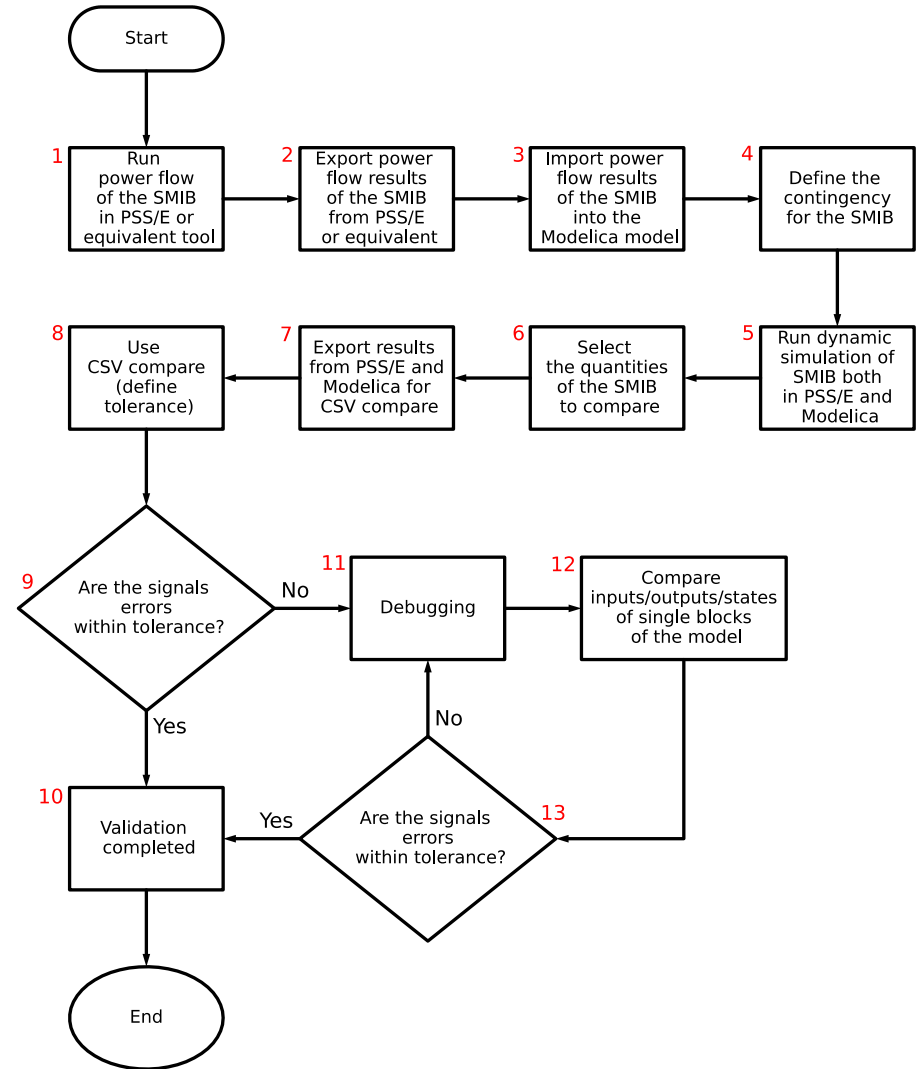 Start
1
Run
power flow
of the SMIB
in PSS/E or
equivalent tool
2
Export power
flow results
of the SMIB
from PSS/E
or equivalent
3
Import power
flow results
of the SMIB
into the
Modelica model
4
Define the
contingency
for the SMIB
8
Use
CSV compare
(define
tolerance)
7
Export results
from PSS/E and
Modelica for
CSV compare
6
Select
the quantities
of the SMIB
to compare
5
Run dynamic
simulation of
SMIB both
in PSS/E and
Modelica
9
Are the signals
errors
within tolerance?
No
Yes
11
Debugging
12
Compare
inputs/outputs/states
of single blocks
of the model
No
10
Validation
completed
Yes
13
Are the signals
errors
within tolerance?
End